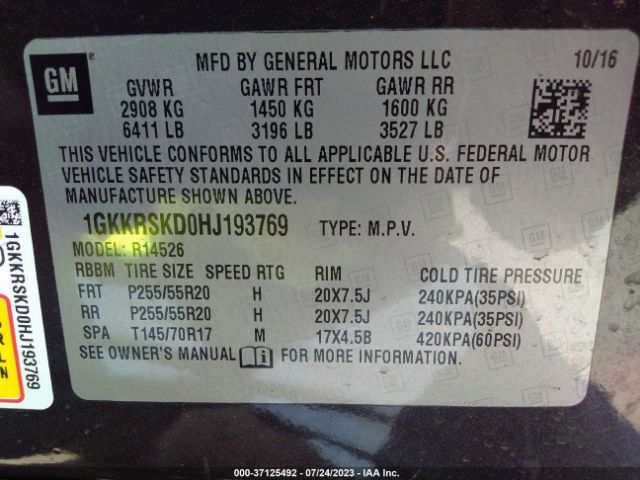 GM
MFD BY GENERAL MOTORS LLC 10/16
GVWR GAWR FRT GAWR RR
2908 KG 1450 KG 1600 KG
6411 LB 3196 LB 3527 LB
THIS VEHICLE CONFORMS TO ALL APPLICABLE U.S. FEDERAL MOTOR
VEHICLE SAFETY STANDARDS IN EFFECT ON THE DATE OF
MANUFACTURE SHOWN ABOVE.
1GKKRSKD0HJ193769 TYPE: M.P.V.
MODEL: R14526
RBBM TIRE SIZE SPEED RTG RIM COLD TIRE PRESSURE
FRT P255/55R20 H 20X7.5J 240KPA(35PSI)
RR P255/55R20 H 20X7.5J 240KPA(35PSI)
SPA T145/70R17 M 17X4.5B 420KPA(60PSI)
SEE OWNER'S MANUAL FOR MORE INFORMATION.
1GKKRSKD0HJ193769
000-37125492 - 07/24/2023 - IAA Inc.